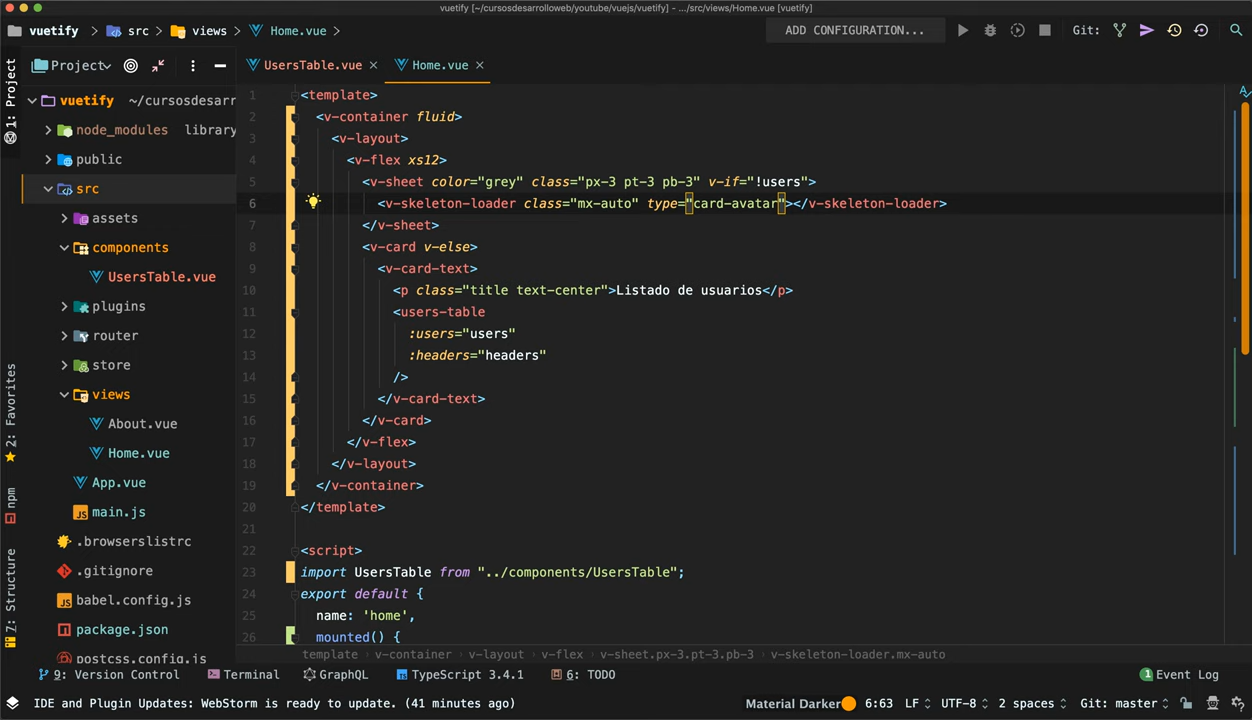 vuetify [~/cursosdesarrolloweb/youtube/vuejs/vuetify] - .../src/views/Home.vue [vuetify]
vuetify src views Home.vue ADD CONFIGURATION... Git:
Project UsersTable.vue Home.vue
1: Project
2: Favorites
npm
7: Structure
vuetify ~/cursosdesarr
node_modules library
public
src
assets
components
UsersTable.vue
plugins
router
store
views
About.vue
Home.vue
App.vue
main.js
.browserslistrc
.gitignore
babel.config.js
package.json
postcss.config.js
1 <template>
2 <v-container fluid>
3 <v-layout>
4 <v-flex xs12>
5 <v-sheet color="grey" class="px-3 pt-3 pb-3" v-if="!users">
6 <v-skeleton-loader class="mx-auto" type="card-avatar"></v-skeleton-loader>
7 </v-sheet>
8 <v-card v-else>
9 <v-card-text>
10 <p class="title text-center">Listado de usuarios</p>
11 <users-table
12 :users="users"
13 :headers="headers"
14 />
15 </v-card-text>
16 </v-card>
17 </v-flex>
18 </v-layout>
19 </v-container>
20 </template>
21
22 <script>
23 import UsersTable from "../components/UsersTable";
24 export default {
25 name: 'home',
26 mounted() {
template v-container v-layout v-flex v-sheet.px-3.pt-3.pb-3 v-skeleton-loader.mx-auto
9: Version Control Terminal GraphQL TypeScript 3.4.1 6: TODO 1 Event Log
IDE and Plugin Updates: WebStorm is ready to update. (41 minutes ago) Material Darker 6:63 LF UTF-8 2 spaces Git: master